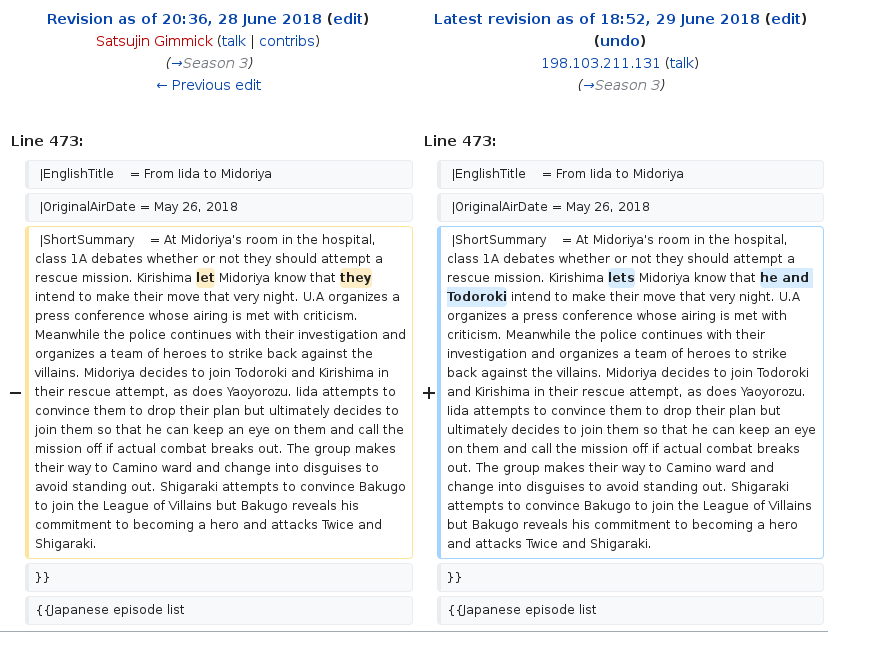 Revision as of 20:36, 28 June 2018 (edit)
Satsujin Gimmick (talk | contribs)
(→Season 3)
← Previous edit
Latest revision as of 18:52, 29 June 2018 (edit)
(undo)
198.103.211.131 (talk)
(→Season 3)
Line 473:
Line 473:
|EnglishTitle    = From Iida to Midoriya
|EnglishTitle    = From Iida to Midoriya
|OriginalAirDate = May 26, 2018
|OriginalAirDate = May 26, 2018
−
|ShortSummary    = At Midoriya's room in the hospital,
class 1A debates whether or not they should attempt a
rescue mission. Kirishima let Midoriya know that they
intend to make their move that very night. U.A organizes a
press conference whose airing is met with criticism.
Meanwhile the police continues with their investigation and
organizes a team of heroes to strike back against the
villains. Midoriya decides to join Todoroki and Kirishima in
their rescue attempt, as does Yaoyorozu. Iida attempts to
convince them to drop their plan but ultimately decides to
join them so that he can keep an eye on them and call the
mission off if actual combat breaks out. The group makes
their way to Camino ward and change into disguises to
avoid standing out. Shigaraki attempts to convince Bakugo
to join the League of Villains but Bakugo reveals his
commitment to becoming a hero and attacks Twice and
Shigaraki.
+
|ShortSummary    = At Midoriya's room in the hospital,
class 1A debates whether or not they should attempt a
rescue mission. Kirishima lets Midoriya know that he and
Todoroki intend to make their move that very night. U.A
organizes a press conference whose airing is met with
criticism. Meanwhile the police continues with their
investigation and organizes a team of heroes to strike
back against the villains. Midoriya decides to join Todoroki
and Kirishima in their rescue attempt, as does Yaoyorozu.
Iida attempts to convince them to drop their plan but
ultimately decides to join them so that he can keep an eye
on them and call the mission off if actual combat breaks
out. The group makes their way to Camino ward and
change into disguises to avoid standing out. Shigaraki
attempts to convince Bakugo to join the League of Villains
but Bakugo reveals his commitment to becoming a hero
and attacks Twice and Shigaraki.
}}
}}
{{Japanese episode list
{{Japanese episode list